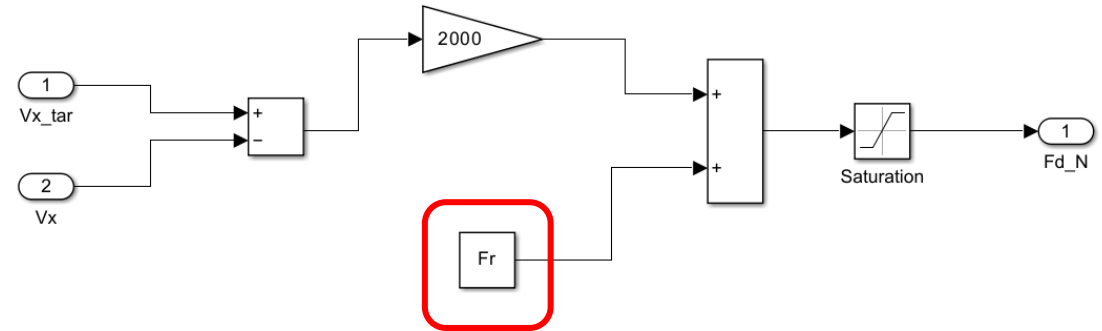 2000
1
Vx_tar
+
−
2
Vx
+
+
Fr
Saturation
1
Fd_N